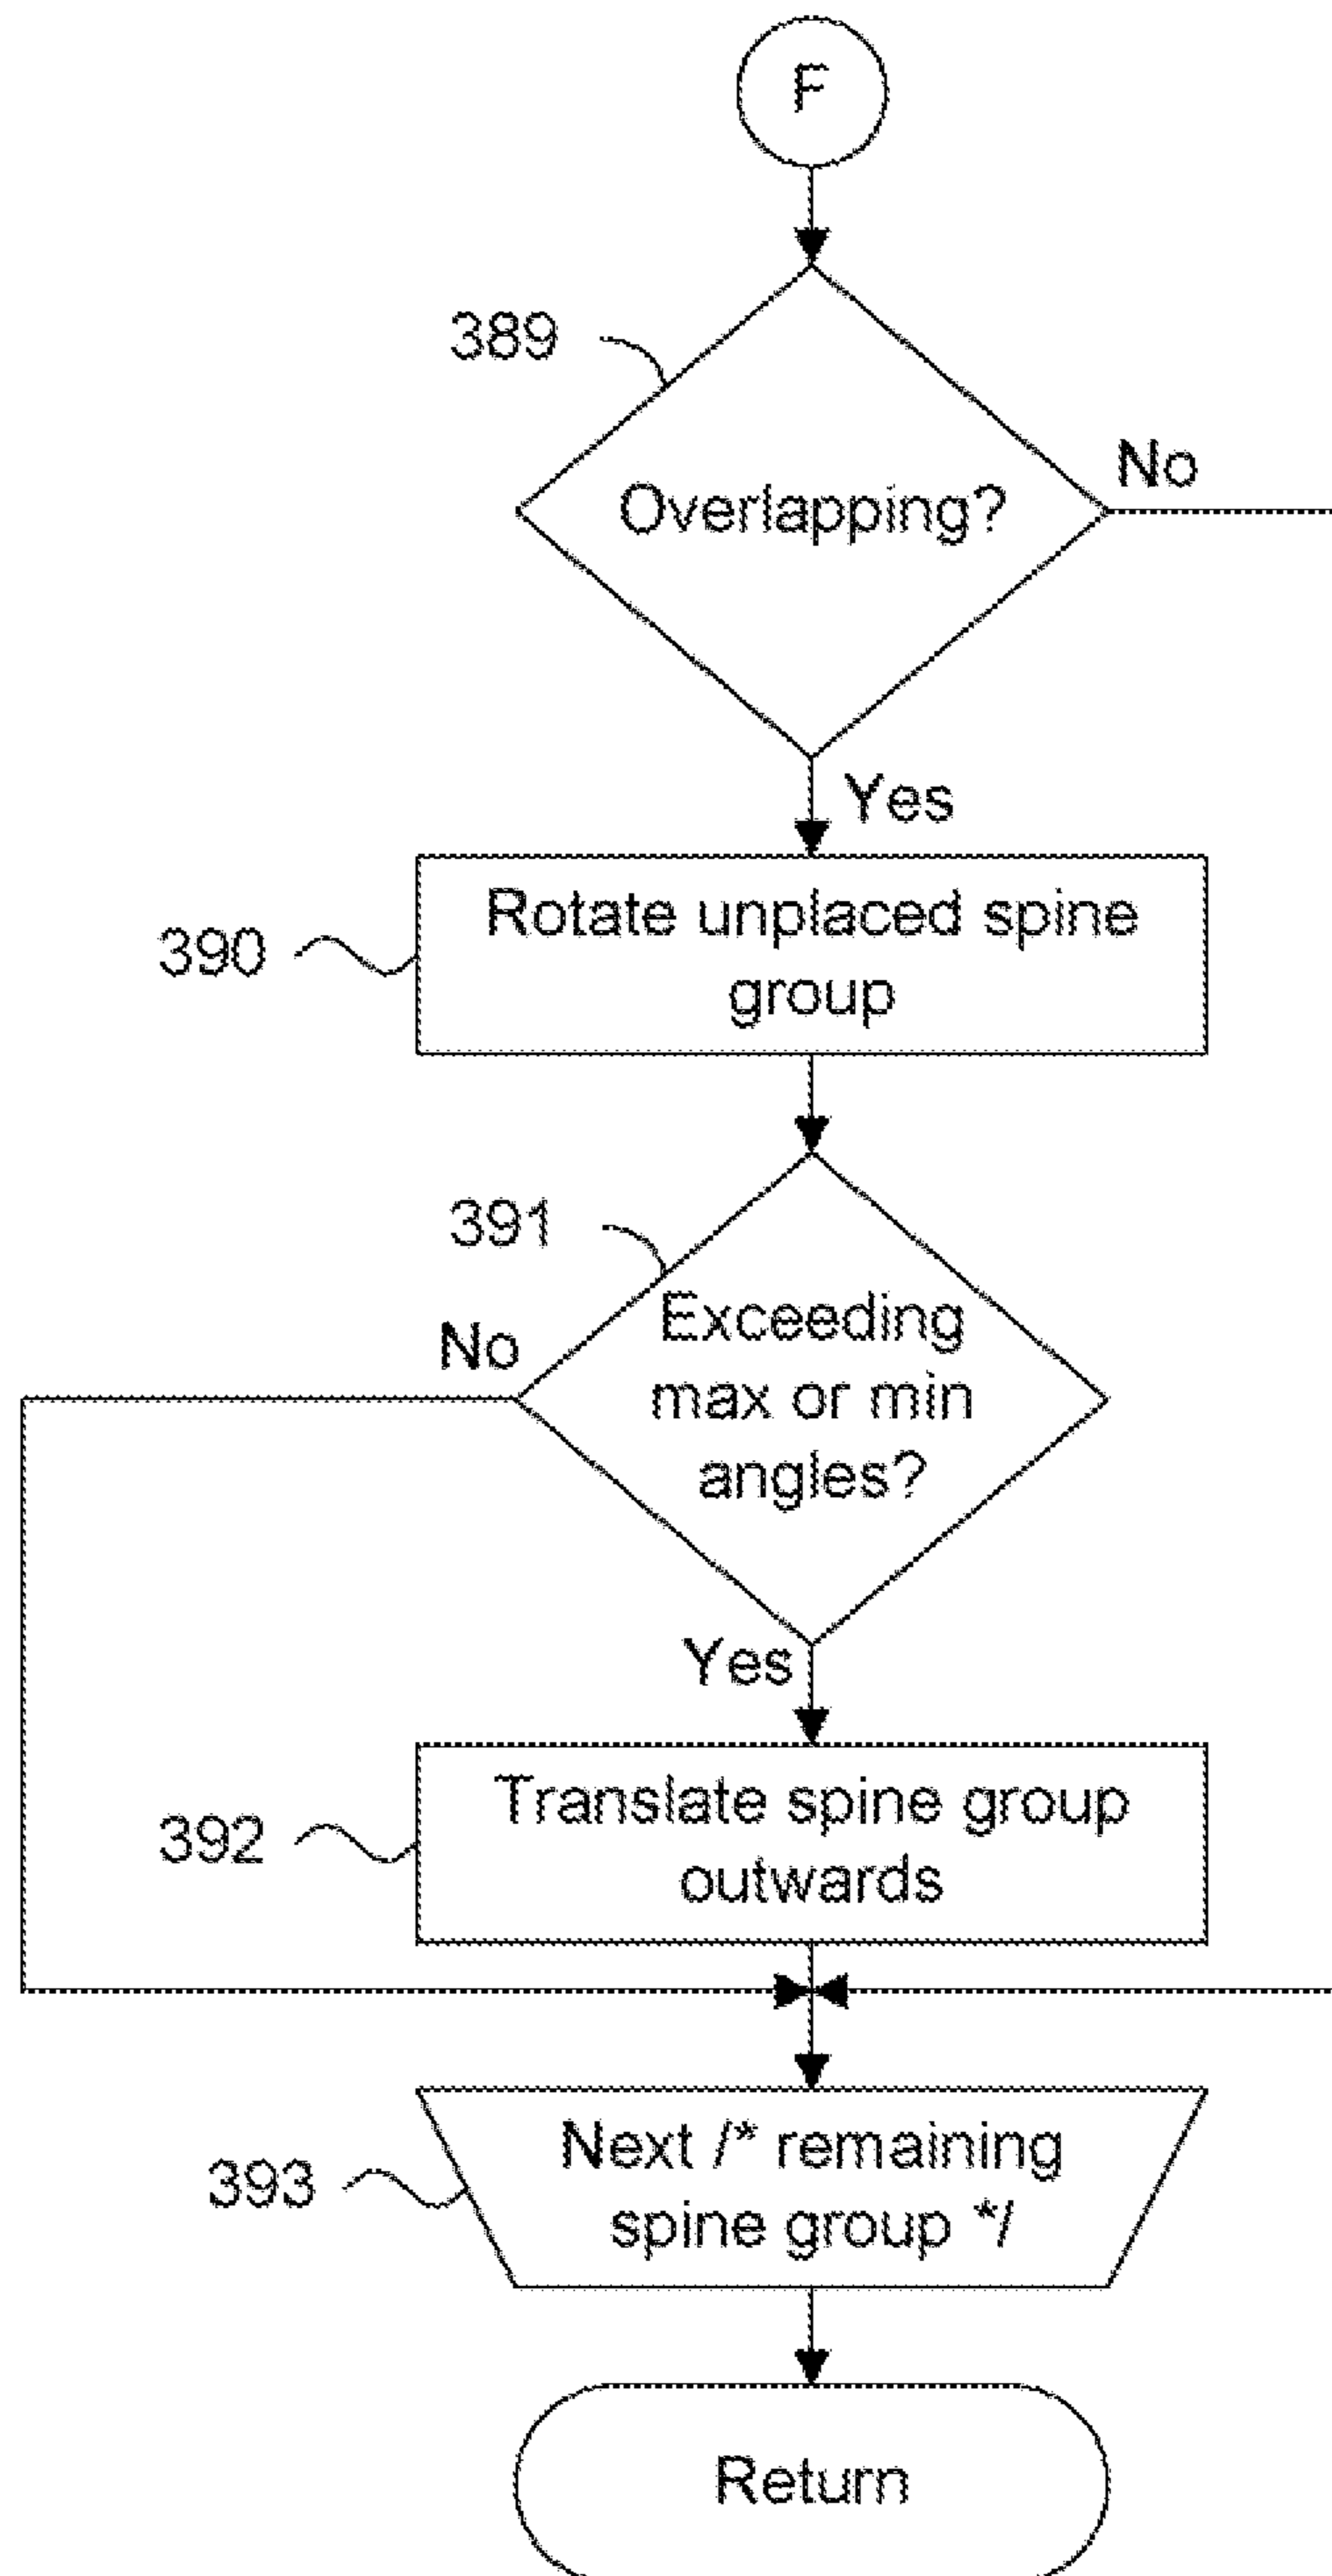 F
389
Overlapping?
No
Yes
390
Rotate unplaced spine
group
391
Exceeding
max or min
angles?
No
Yes
392
Translate spine group
outwards
393
Next /* remaining
spine group */
Return